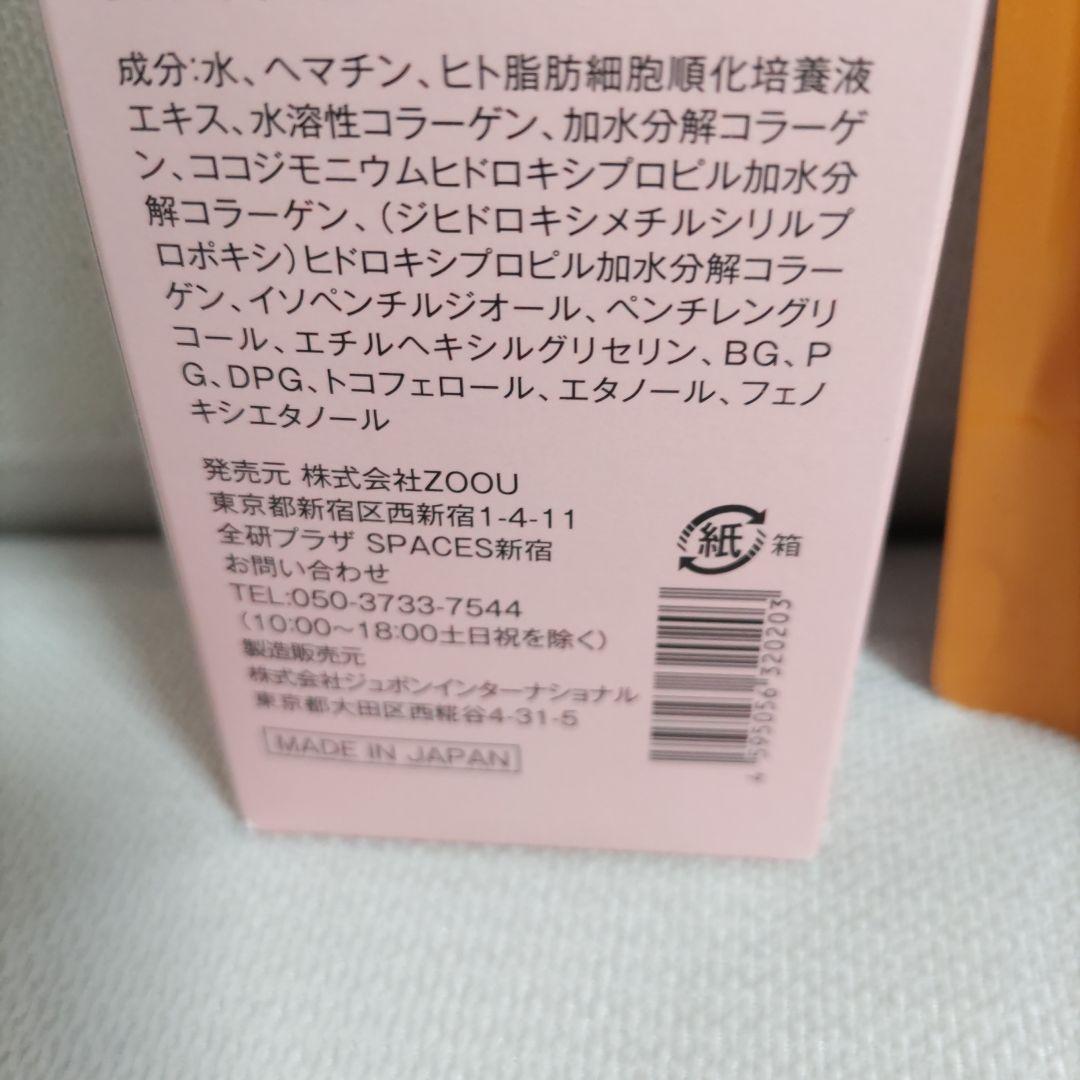 成分:水、ヘマチン、ヒト脂肪細胞順化培養液
エキス、水溶性コラーゲン、加水分解コラーゲ
ン、ココジモニウムヒドロキシプロピル加水分
解コラーゲン、(ジヒドロキシメチルシリルプ
ロポキシ)ヒドロキシプロピル加水分解コラー
ゲン、イソペンチルジオール、ペンチレングリ
コール、エチルヘキシルグリセリン、BG、P
G、DPG、トコフェロール、エタノール、フェノ
キシエタノール
発売元 株式会社ZOOU
東京都新宿区西新宿1-4-11
全研プラザ SPACES新宿
お問い合わせ
TEL:050-3733-7544
(10:00〜18:00土日祝を除く)
製造販売元
株式会社ジュポンインターナショナル
東京都大田区西糀谷4-31-5
MADE IN JAPAN
紙 箱
4 595056 320203